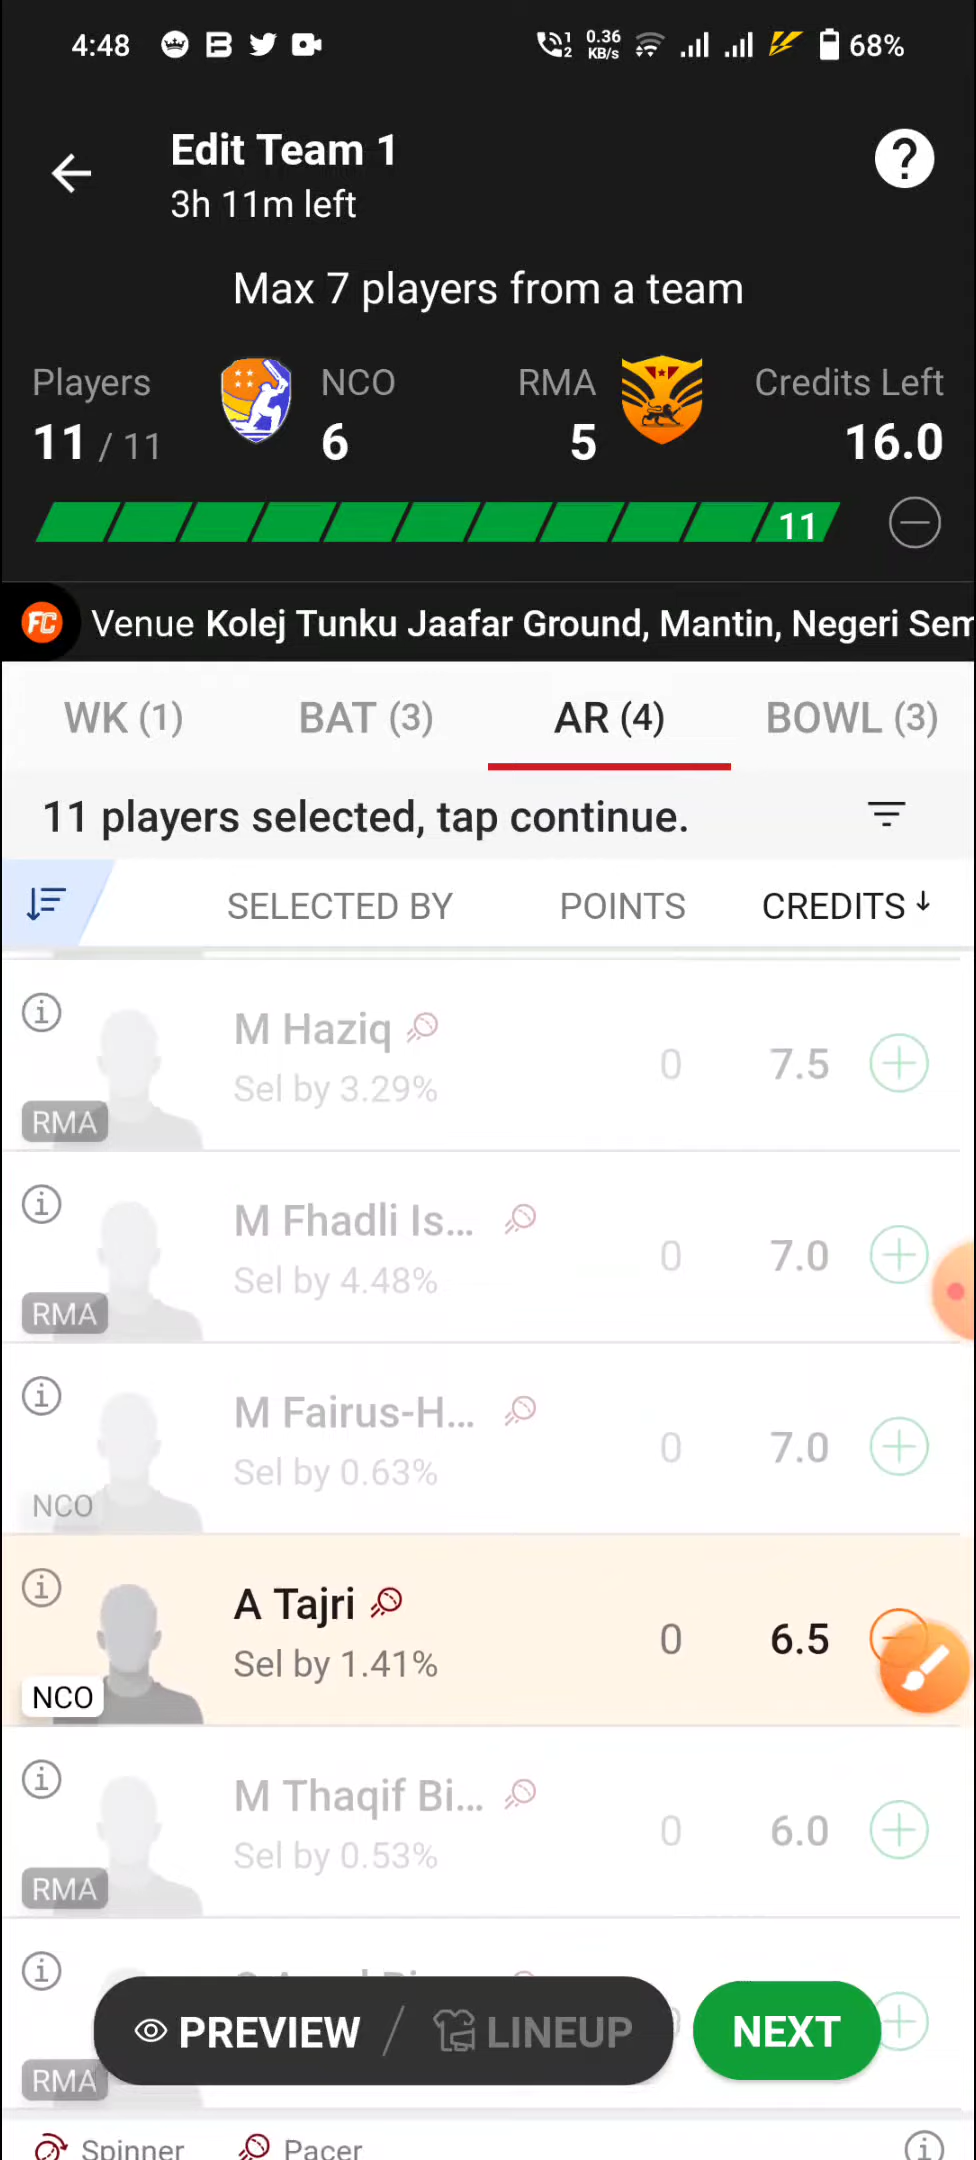 4:48
0.36
KB/s
68%
Edit Team 1
3h 11m left
Max 7 players from a team
Players
NCO
RMA
Credits Left
11 / 11
6
5
16.0
11
FC Venue Kolej Tunku Jaafar Ground, Mantin, Negeri Sem
WK (1)
BAT (3)
AR (4)
BOWL (3)
11 players selected, tap continue.
SELECTED BY
POINTS
CREDITS
M Haziq
Sel by 3.29%
0
7.5
RMA
M Fhadli Is...
Sel by 4.48%
0
7.0
RMA
M Fairus-H...
Sel by 0.63%
0
7.0
NCO
A Tajri
Sel by 1.41%
0
6.5
NCO
M Thaqif Bi...
Sel by 0.53%
0
6.0
RMA
PREVIEW / LINEUP
NEXT
RMA
Spinner
Pacer